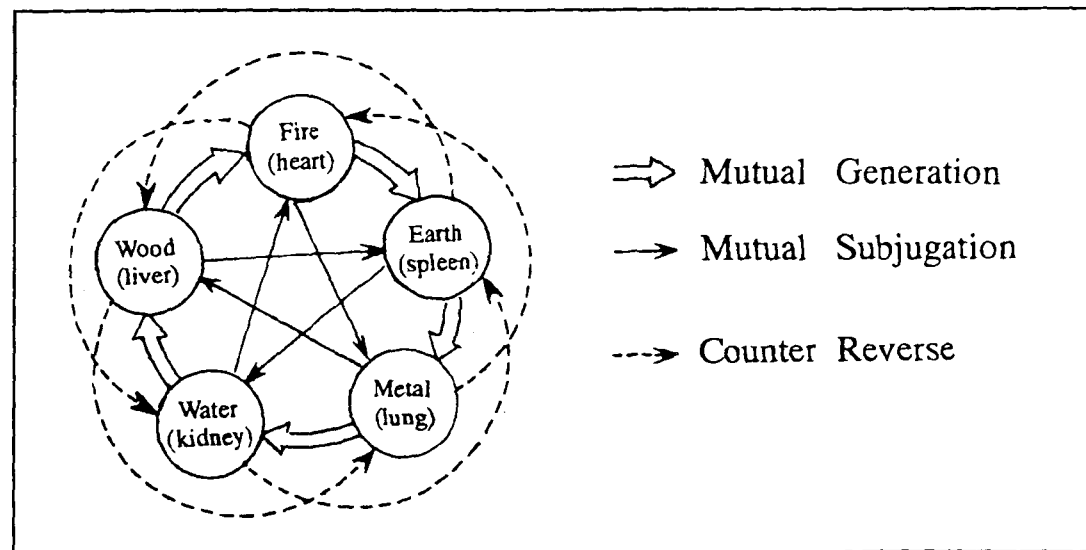 Fire
(heart)
Earth
(spleen)
Metal
(lung)
Water
(kidney)
Wood
(liver)
Mutual Generation
Mutual Subjugation
Counter Reverse